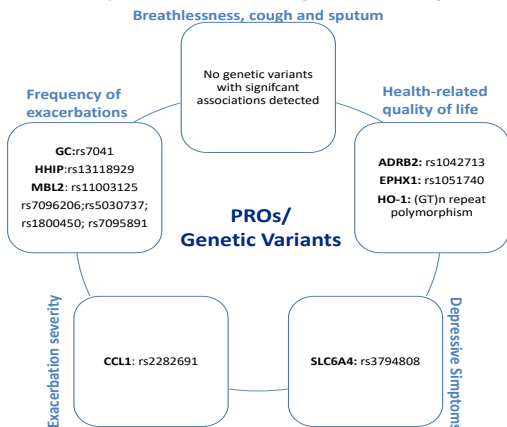 Breathlessness, cough and sputum
No genetic variants
with signifcant
associations detected
Frequency of
exacerbations
GC:rs7041
HHIP:rs13118929
MBL2: rs11003125
rs7096206;rs5030737;
rs1800450; rs7095891
Health-related
quality of life
ADRB2: rs1042713
EPHX1: rs1051740
HO-1: (GT)n repeat
polymorphism
PROs/
Genetic Variants
Exacerbation severity
CCL1: rs2282691
SLC6A4: rs3794808
Depressive Simptoms